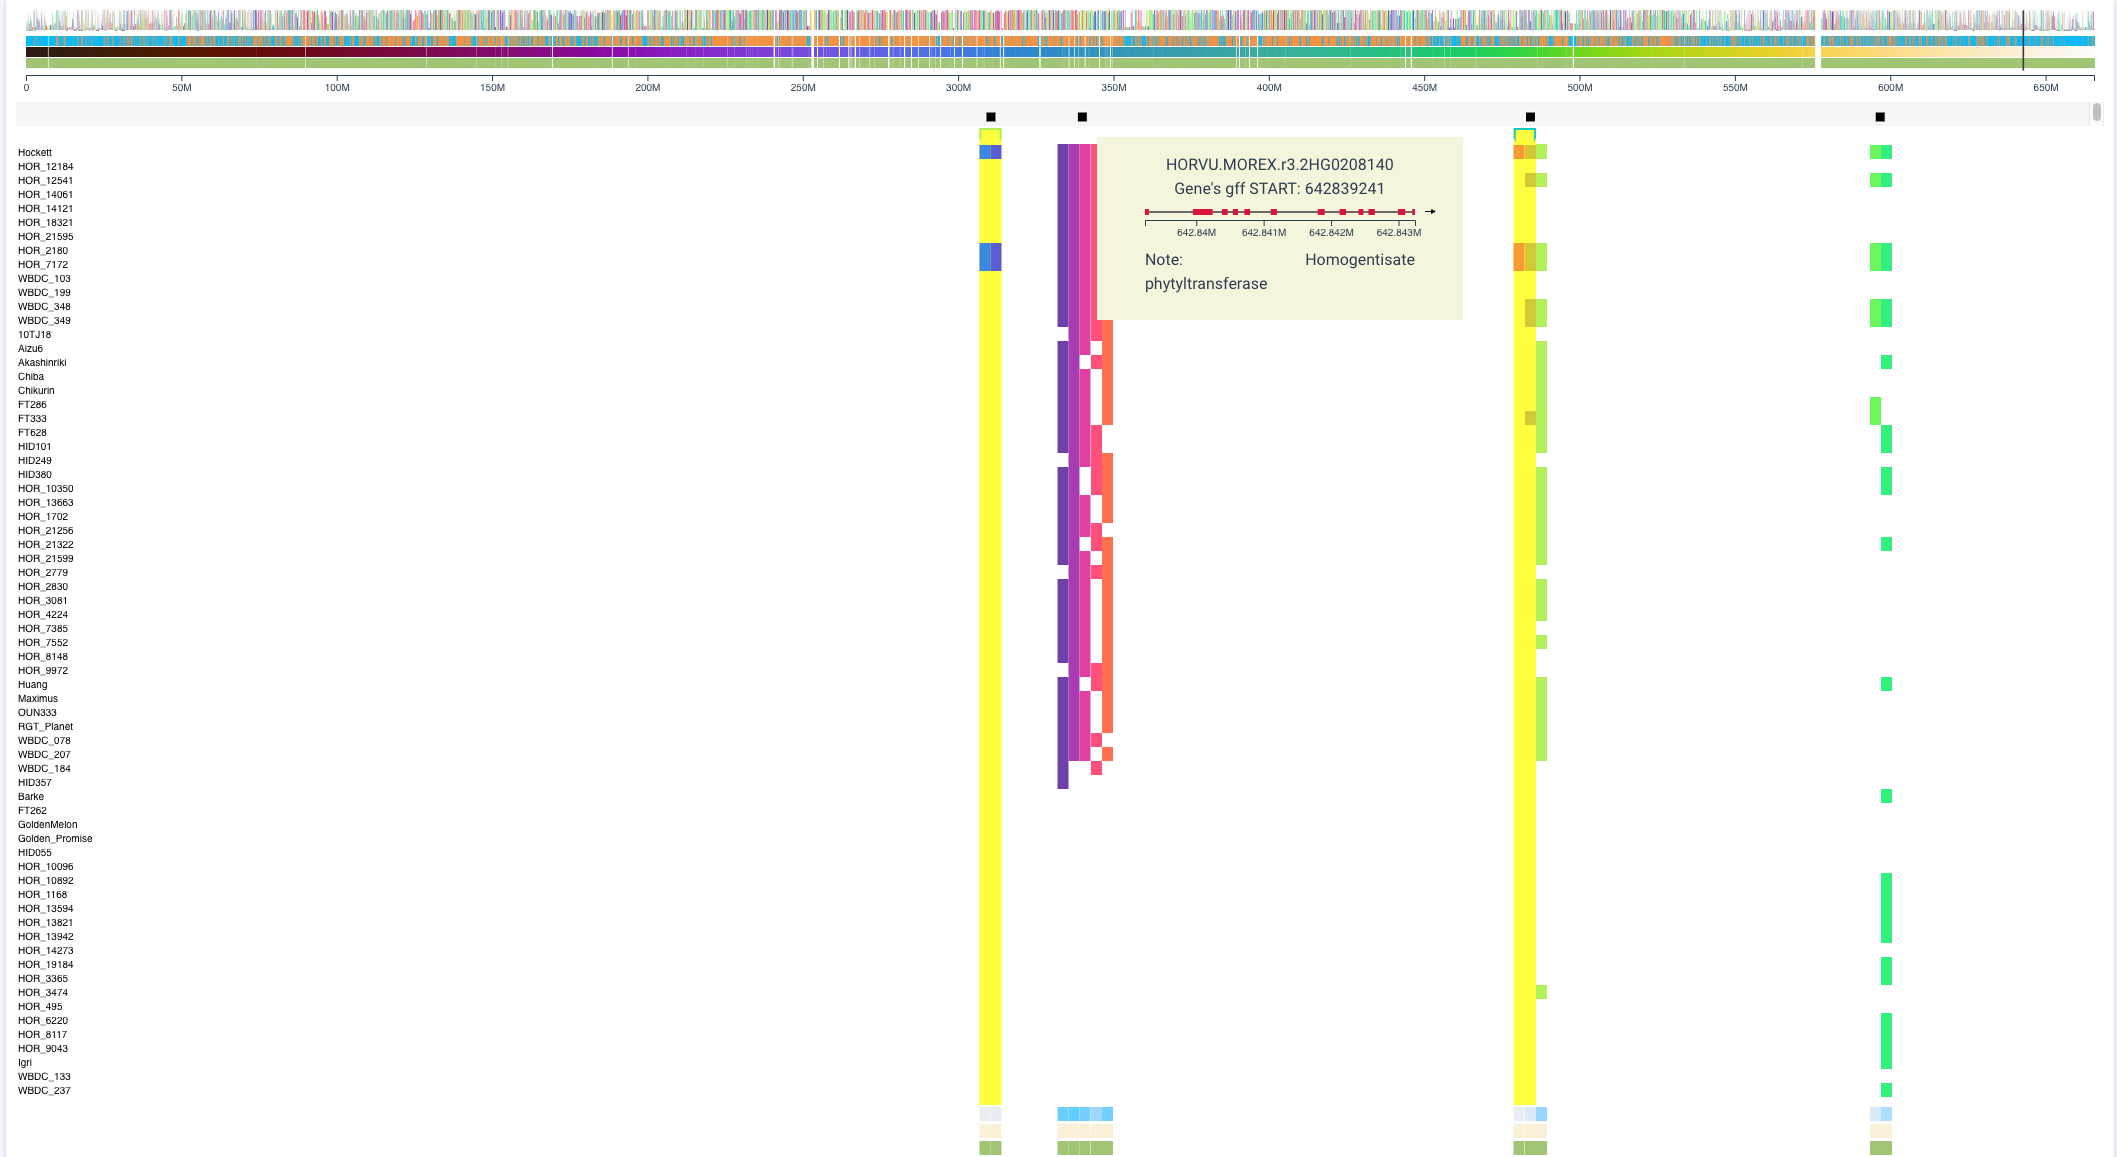 0 50M 100M 150M 200M 250M 300M 350M 400M 450M 500M 550M 600M 650M
HORVU.MOREX.r3.2HG0208140
Gene's gff START: 642839241
642.84M 642.841M 642.842M 642.843M
Note: Homogentisate
phytyltransferase
Hockett
HOR_12184
HOR_12541
HOR_14061
HOR_14121
HOR_18321
HOR_21595
HOR_2180
HOR_7172
WBDC_103
WBDC_199
WBDC_348
WBDC_349
10TJ18
Aizu6
Akashinriki
Chiba
Chikurin
FT286
FT333
FT628
HID101
HID249
HID380
HOR_10350
HOR_13663
HOR_1702
HOR_21256
HOR_21322
HOR_21599
HOR_2779
HOR_2830
HOR_3081
HOR_4224
HOR_7385
HOR_7552
HOR_8148
HOR_9972
Huang
Maximus
OUN333
RGT_Planet
WBDC_078
WBDC_207
WBDC_184
HID357
Barke
FT262
GoldenMelon
Golden_Promise
HID055
HOR_10096
HOR_10892
HOR_1168
HOR_13594
HOR_13821
HOR_13942
HOR_14273
HOR_19184
HOR_3365
HOR_3474
HOR_495
HOR_6220
HOR_8117
HOR_9043
Igri
WBDC_133
WBDC_237